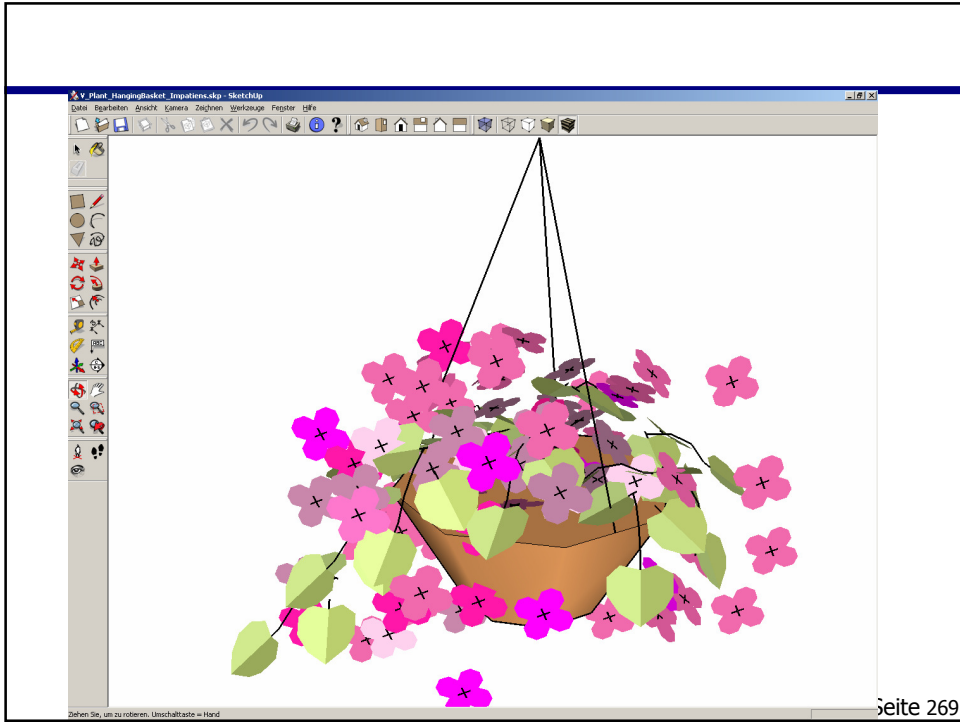 V_Plant_HangingBasket_Impatiens.skp - SketchUp
Datei Bearbeiten Ansicht Kamera Zeichnen Werkzeuge Fenster Hilfe
Ziehen Sie, um zu rotieren. Umschalttaste = Hand
Seite 269